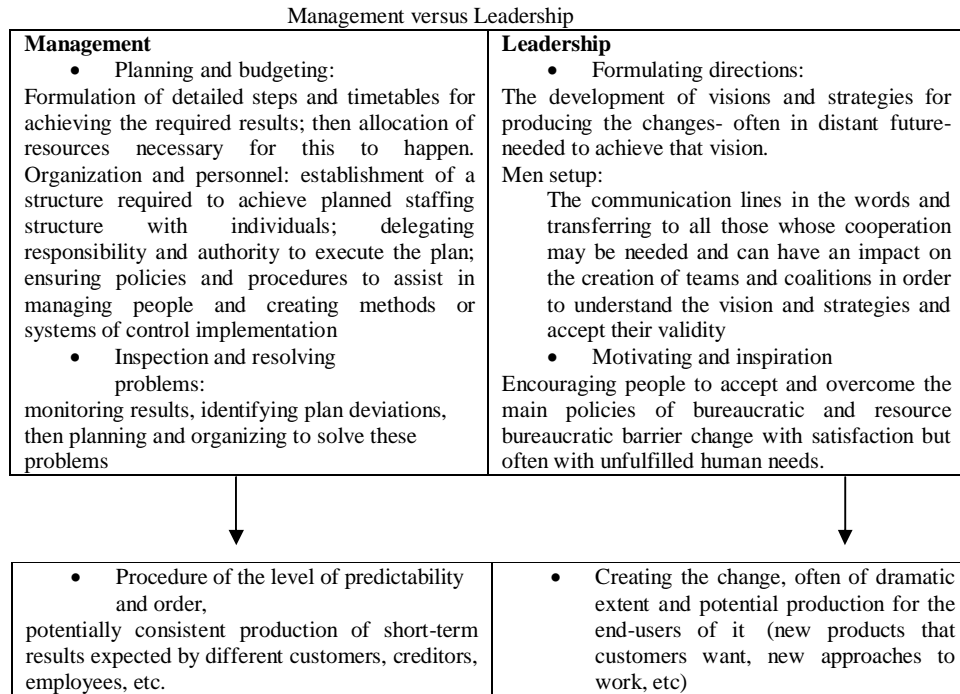 Management versus Leadership
Management
• Planning and budgeting:
Formulation of detailed steps and timetables for
achieving the required results; then allocation of
resources necessary for this to happen.
Organization and personnel: establishment of a
structure required to achieve planned staffing
structure with individuals; delegating
responsibility and authority to execute the plan;
ensuring policies and procedures to assist in
managing people and creating methods or
systems of control implementation
• Inspection and resolving
problems:
monitoring results, identifying plan deviations,
then planning and organizing to solve these
problems
Leadership
• Formulating directions:
The development of visions and strategies for
producing the changes- often in distant future-
needed to achieve that vision.
Men setup:
The communication lines in the words and
transferring to all those whose cooperation
may be needed and can have an impact on
the creation of teams and coalitions in order
to understand the vision and strategies and
accept their validity
• Motivating and inspiration
Encouraging people to accept and overcome the
main policies of bureaucratic and resource
bureaucratic barrier change with satisfaction but
often with unfulfilled human needs.
• Procedure of the level of predictability
and order,
potentially consistent production of short-term
results expected by different customers, creditors,
employees, etc.
• Creating the change, often of dramatic
extent and potential production for the
end-users of it (new products that
customers want, new approaches to
work, etc)